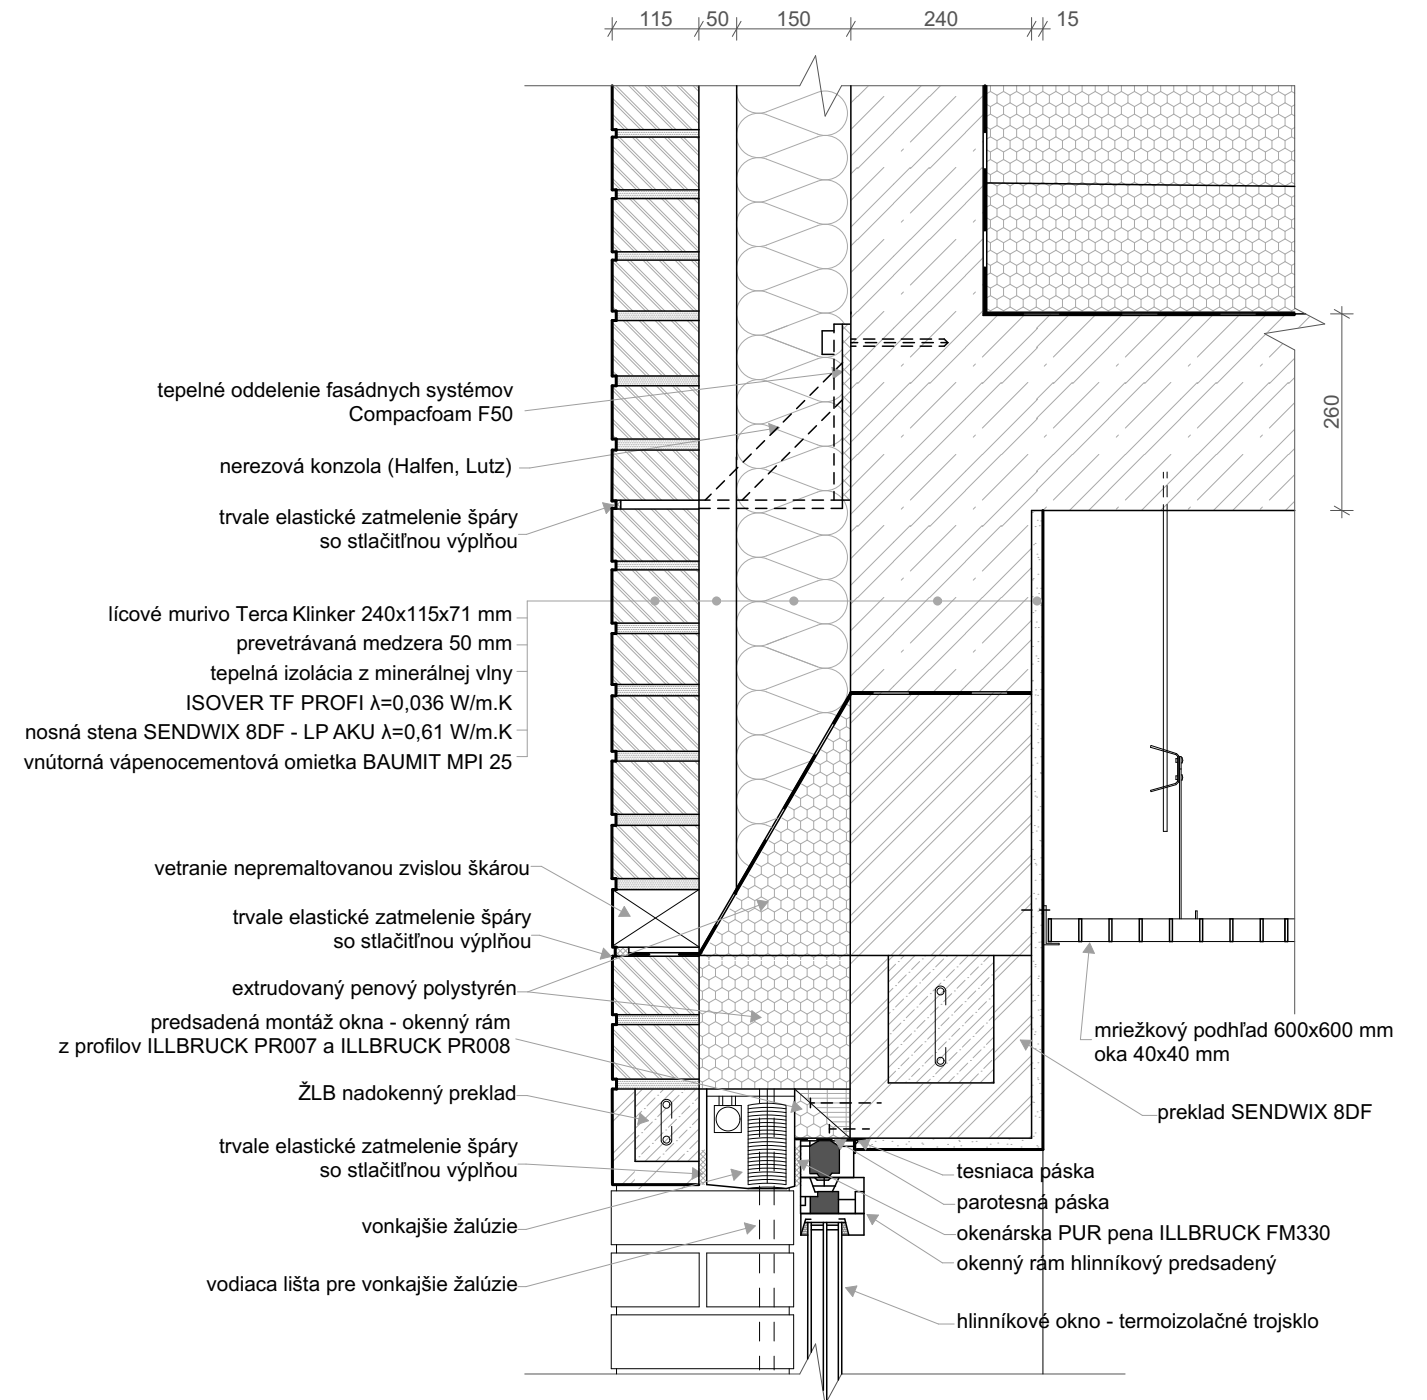 115
50
150
240
15
tepelné oddelenie fasádnych systémov
Compacfoam F50
nerezová konzola (Halfen, Lutz)
trvale elastické zatmelenie špáry
so stlačiťľnou výplňou
lícové murivo Terca Klinker 240x115x71 mm
prevetrávaná medzera 50 mm
tepelná izolácia z minerálnej vlny
ISOVER TF PROFI λ=0,036 W/m.K
nosná stena SENDWIX 8DF - LP AKU λ=0,61 W/m.K
vnútorná vápenocementová omietka BAUMIT MPI 25
vetranie nepremaltovanou zvislou škárou
trvale elastické zatmelenie špáry
so stlačiťľnou výplňou
extrudovaný penový polystyrén
predsadená montáž okna - okenný rám
z profilov ILLBRUCK PR007 a ILLBRUCK PR008
ŽLB nadokenný preklad
trvale elastické zatmelenie špáry
so stlačiťľnou výplňou
vonkajšie žalúzie
vodiaca lišta pre vonkajšie žalúzie
260
mriežkový podhľad 600x600 mm
oka 40x40 mm
preklad SENDWIX 8DF
tesniaca páska
parotesná páska
okenárska PUR pena ILLBRUCK FM330
okenný rám hlinníkový predsadený
hlinníkové okno - termoizolačné trojsklo